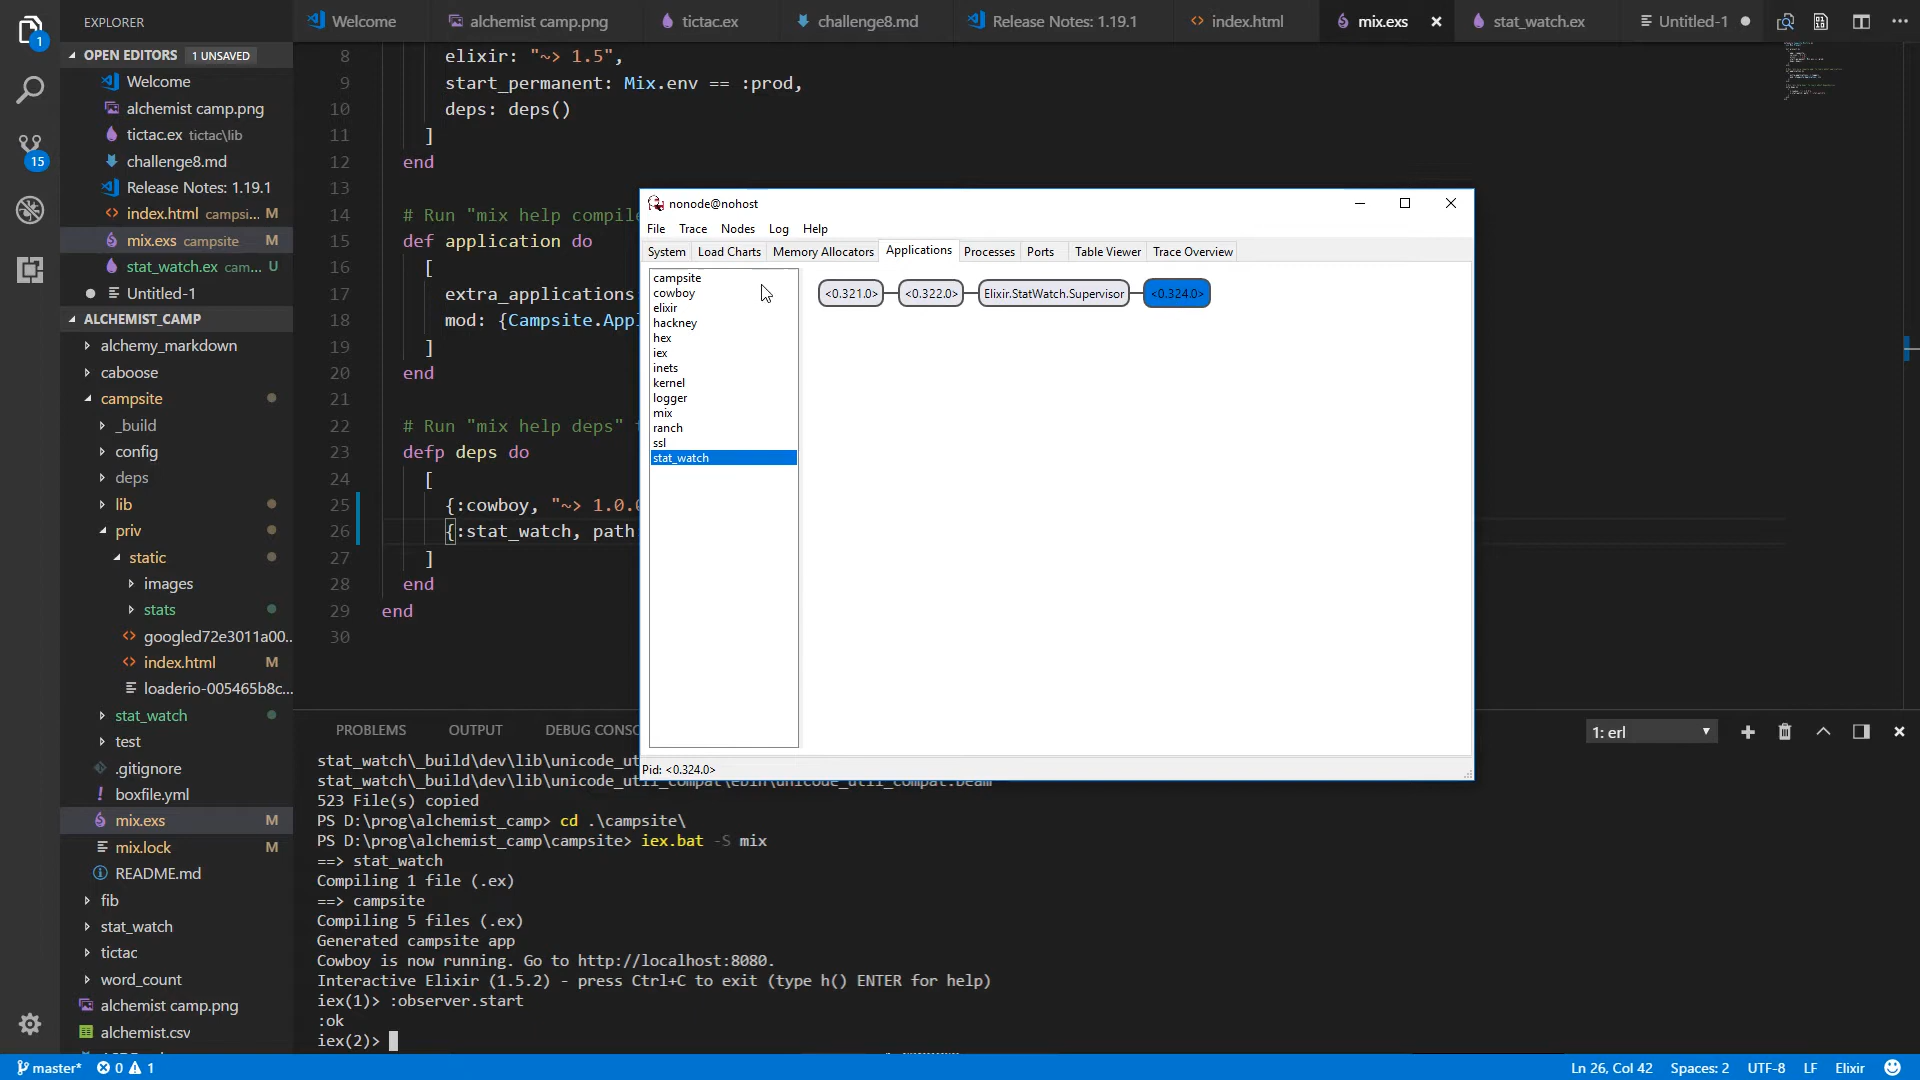 EXPLORER
Welcome
alchemist camp.png
tictac.ex
challenge8.md
Release Notes: 1.19.1
index.html
mix.exs
stat_watch.ex
Untitled-1
1
OPEN EDITORS 1 UNSAVED
Welcome
alchemist camp.png
tictac.ex tictac\lib
challenge8.md
15
Release Notes: 1.19.1
index.html campsi... M
mix.exs campsite M
stat_watch.ex cam... U
Untitled-1
ALCHEMIST_CAMP
alchemy_markdown
caboose
campsite
_build
config
deps
lib
priv
static
images
stats
googled72e3011a00...
index.html M
loaderio-005465b8c...
stat_watch
test
.gitignore
boxfile.yml
mix.exs M
mix.lock M
README.md
fib
stat_watch
tictac
word_count
alchemist camp.png
alchemist.csv
8 elixir: "~> 1.5",
9 start_permanent: Mix.env == :prod,
10 deps: deps()
11 ]
12 end
13
14 # Run "mix help compile
15 def application do
16 [
17 extra_applications
18 mod: {Campsite.Appl
19 ]
20 end
21
22 # Run "mix help deps"
23 defp deps do
24 [
25 {:cowboy, "~> 1.0.0
26 {:stat_watch, path
27 ]
28 end
29 end
30
nonode@nohost
File Trace Nodes Log Help
System Load Charts Memory Allocators Applications Processes Ports Table Viewer Trace Overview
campsite
cowboy
elixir
hackney
hex
iex
inets
kernel
logger
mix
ranch
ssl
stat_watch
<0.321.0> <0.322.0> Elixir.StatWatch.Supervisor <0.324.0>
Pid: <0.324.0>
PROBLEMS OUTPUT DEBUG CONSO
1: erl
stat_watch\_build\dev\lib\unicode_ut
stat_watch\_build\dev\lib\unicode_util_compat\ebin\unicode_util_compat.beam
523 File(s) copied
PS D:\prog\alchemist_camp> cd .\campsite\
PS D:\prog\alchemist_camp\campsite> iex.bat -S mix
==> stat_watch
Compiling 1 file (.ex)
==> campsite
Compiling 5 files (.ex)
Generated campsite app
Cowboy is now running. Go to http://localhost:8080.
Interactive Elixir (1.5.2) - press Ctrl+C to exit (type h() ENTER for help)
iex(1)> :observer.start
:ok
iex(2)>
master* 0 1
Ln 26, Col 42 Spaces: 2 UTF-8 LF Elixir